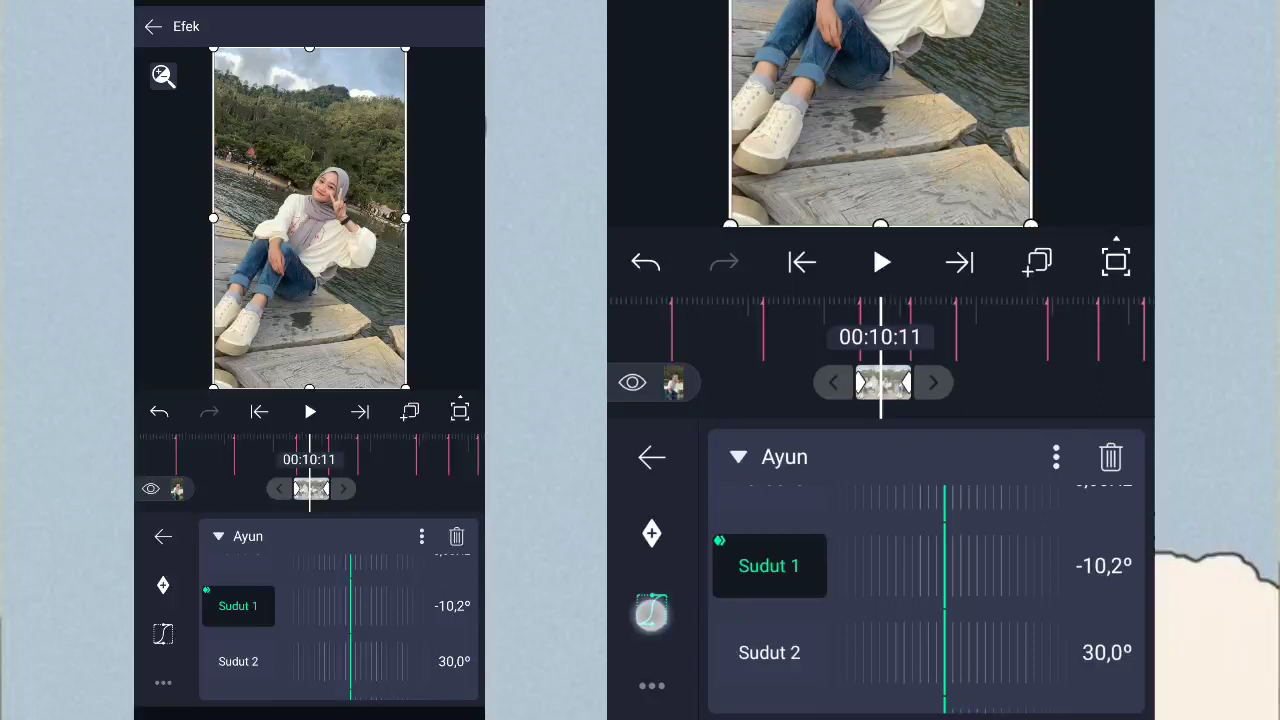 Efek
00:10:11
Ayun
Sudut 1
-10,2º
Sudut 2
30,0º
00:10:11
Ayun
Sudut 1
-10,2º
Sudut 2
30,0º